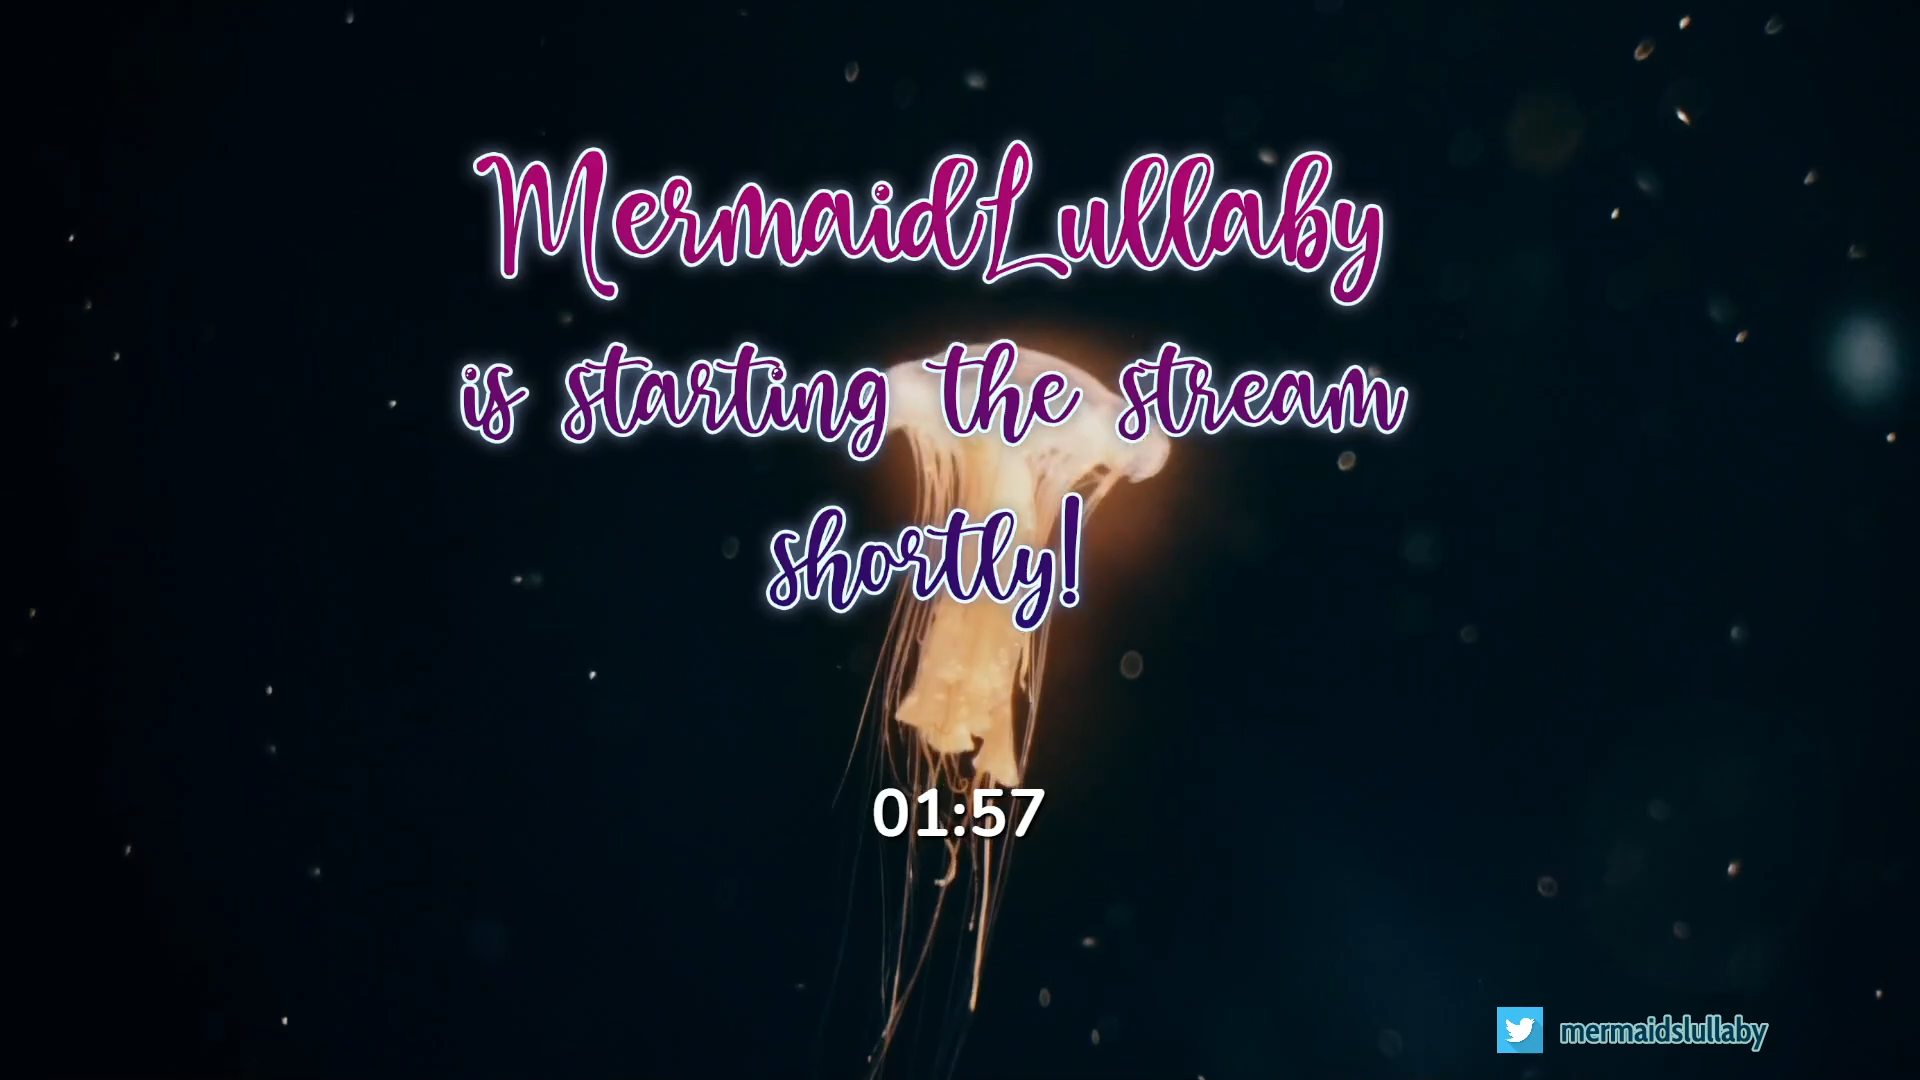 MermaidLullaby
is starting the stream
shortly!
01:57
mermaidslullaby